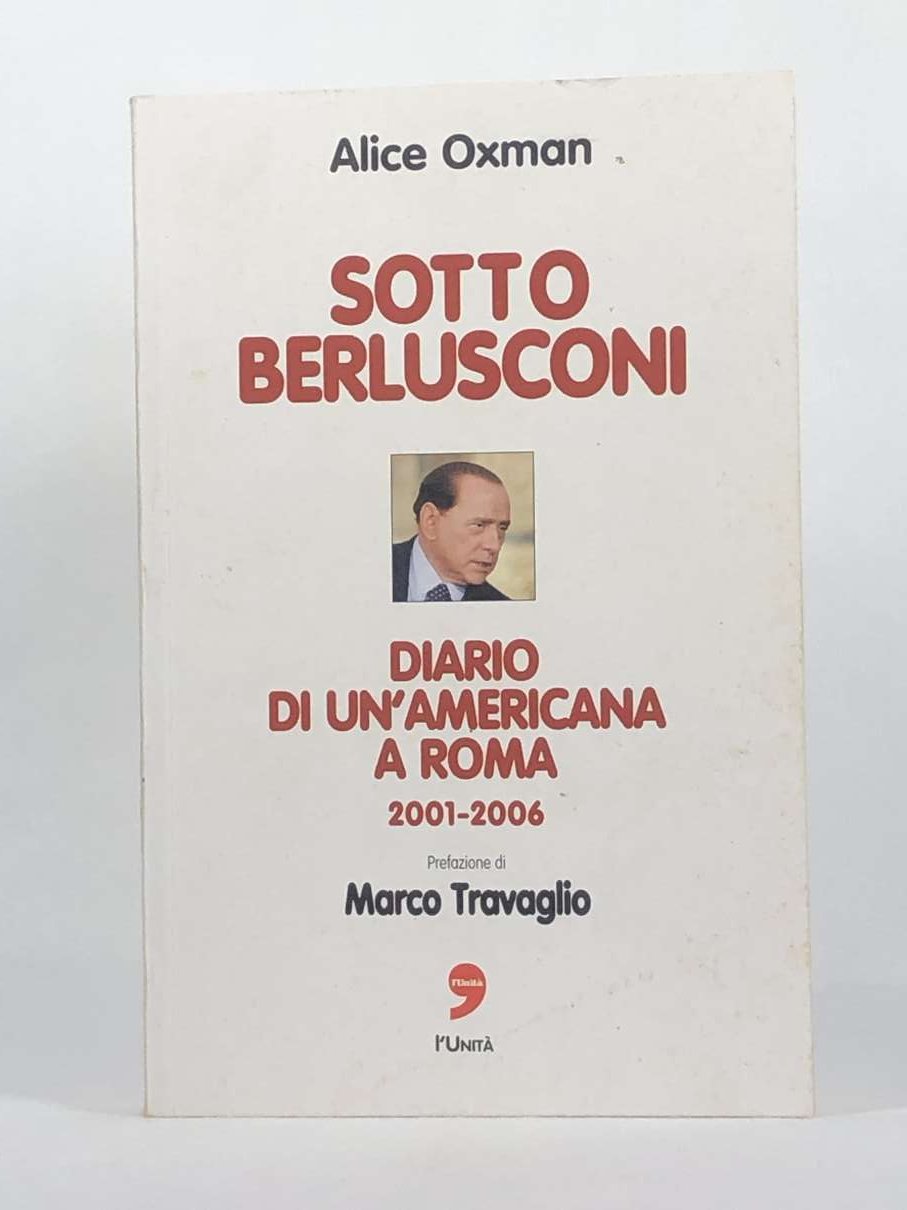 Alice Oxman
SOTTO
BERLUSCONI
DIARIO
DI UN'AMERICANA
A ROMA
2001-2006
Prefazione di
Marco Travaglio
l'Unità
l'UNITÀ